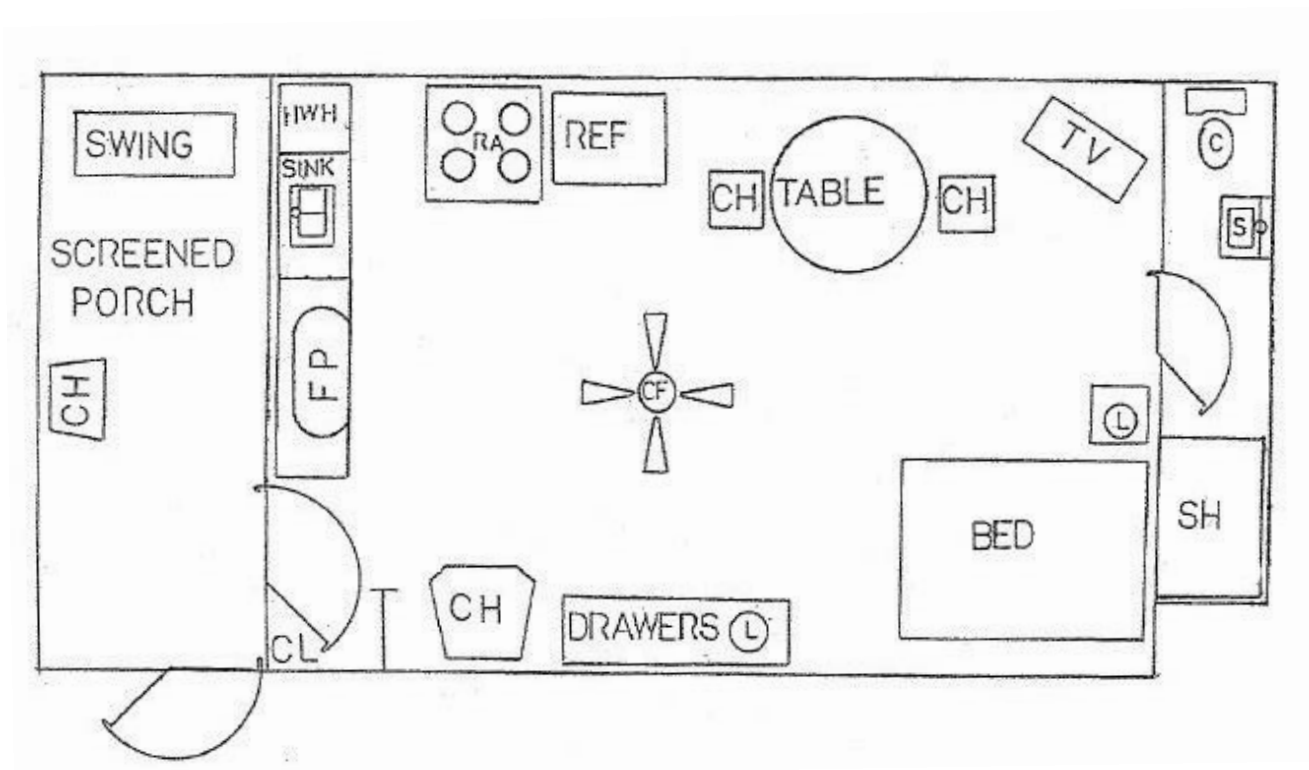 SWING
SCREENED
PORCH
CH
HWH
SINK
FP
CL
RA
REF
CH
TABLE
CH
TV
C
S
CF
L
BED
SH
CH
DRAWERS L